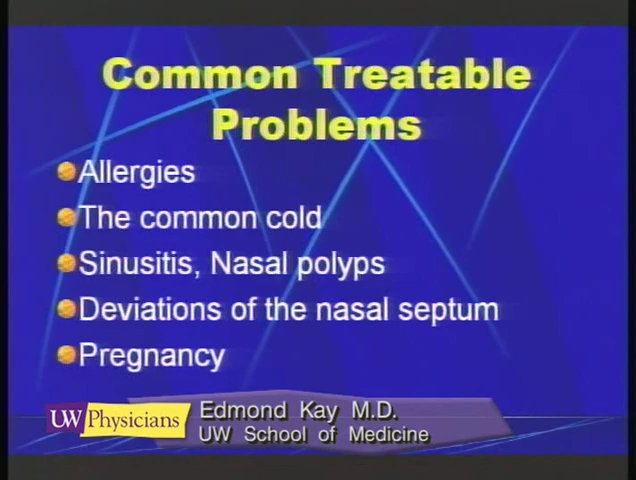 Common Treatable
Problems
Allergies
The common cold
Sinusitis, Nasal polyps
Deviations of the nasal septum
Pregnancy
UW Physicians
Edmond Kay M.D.
UW School of Medicine